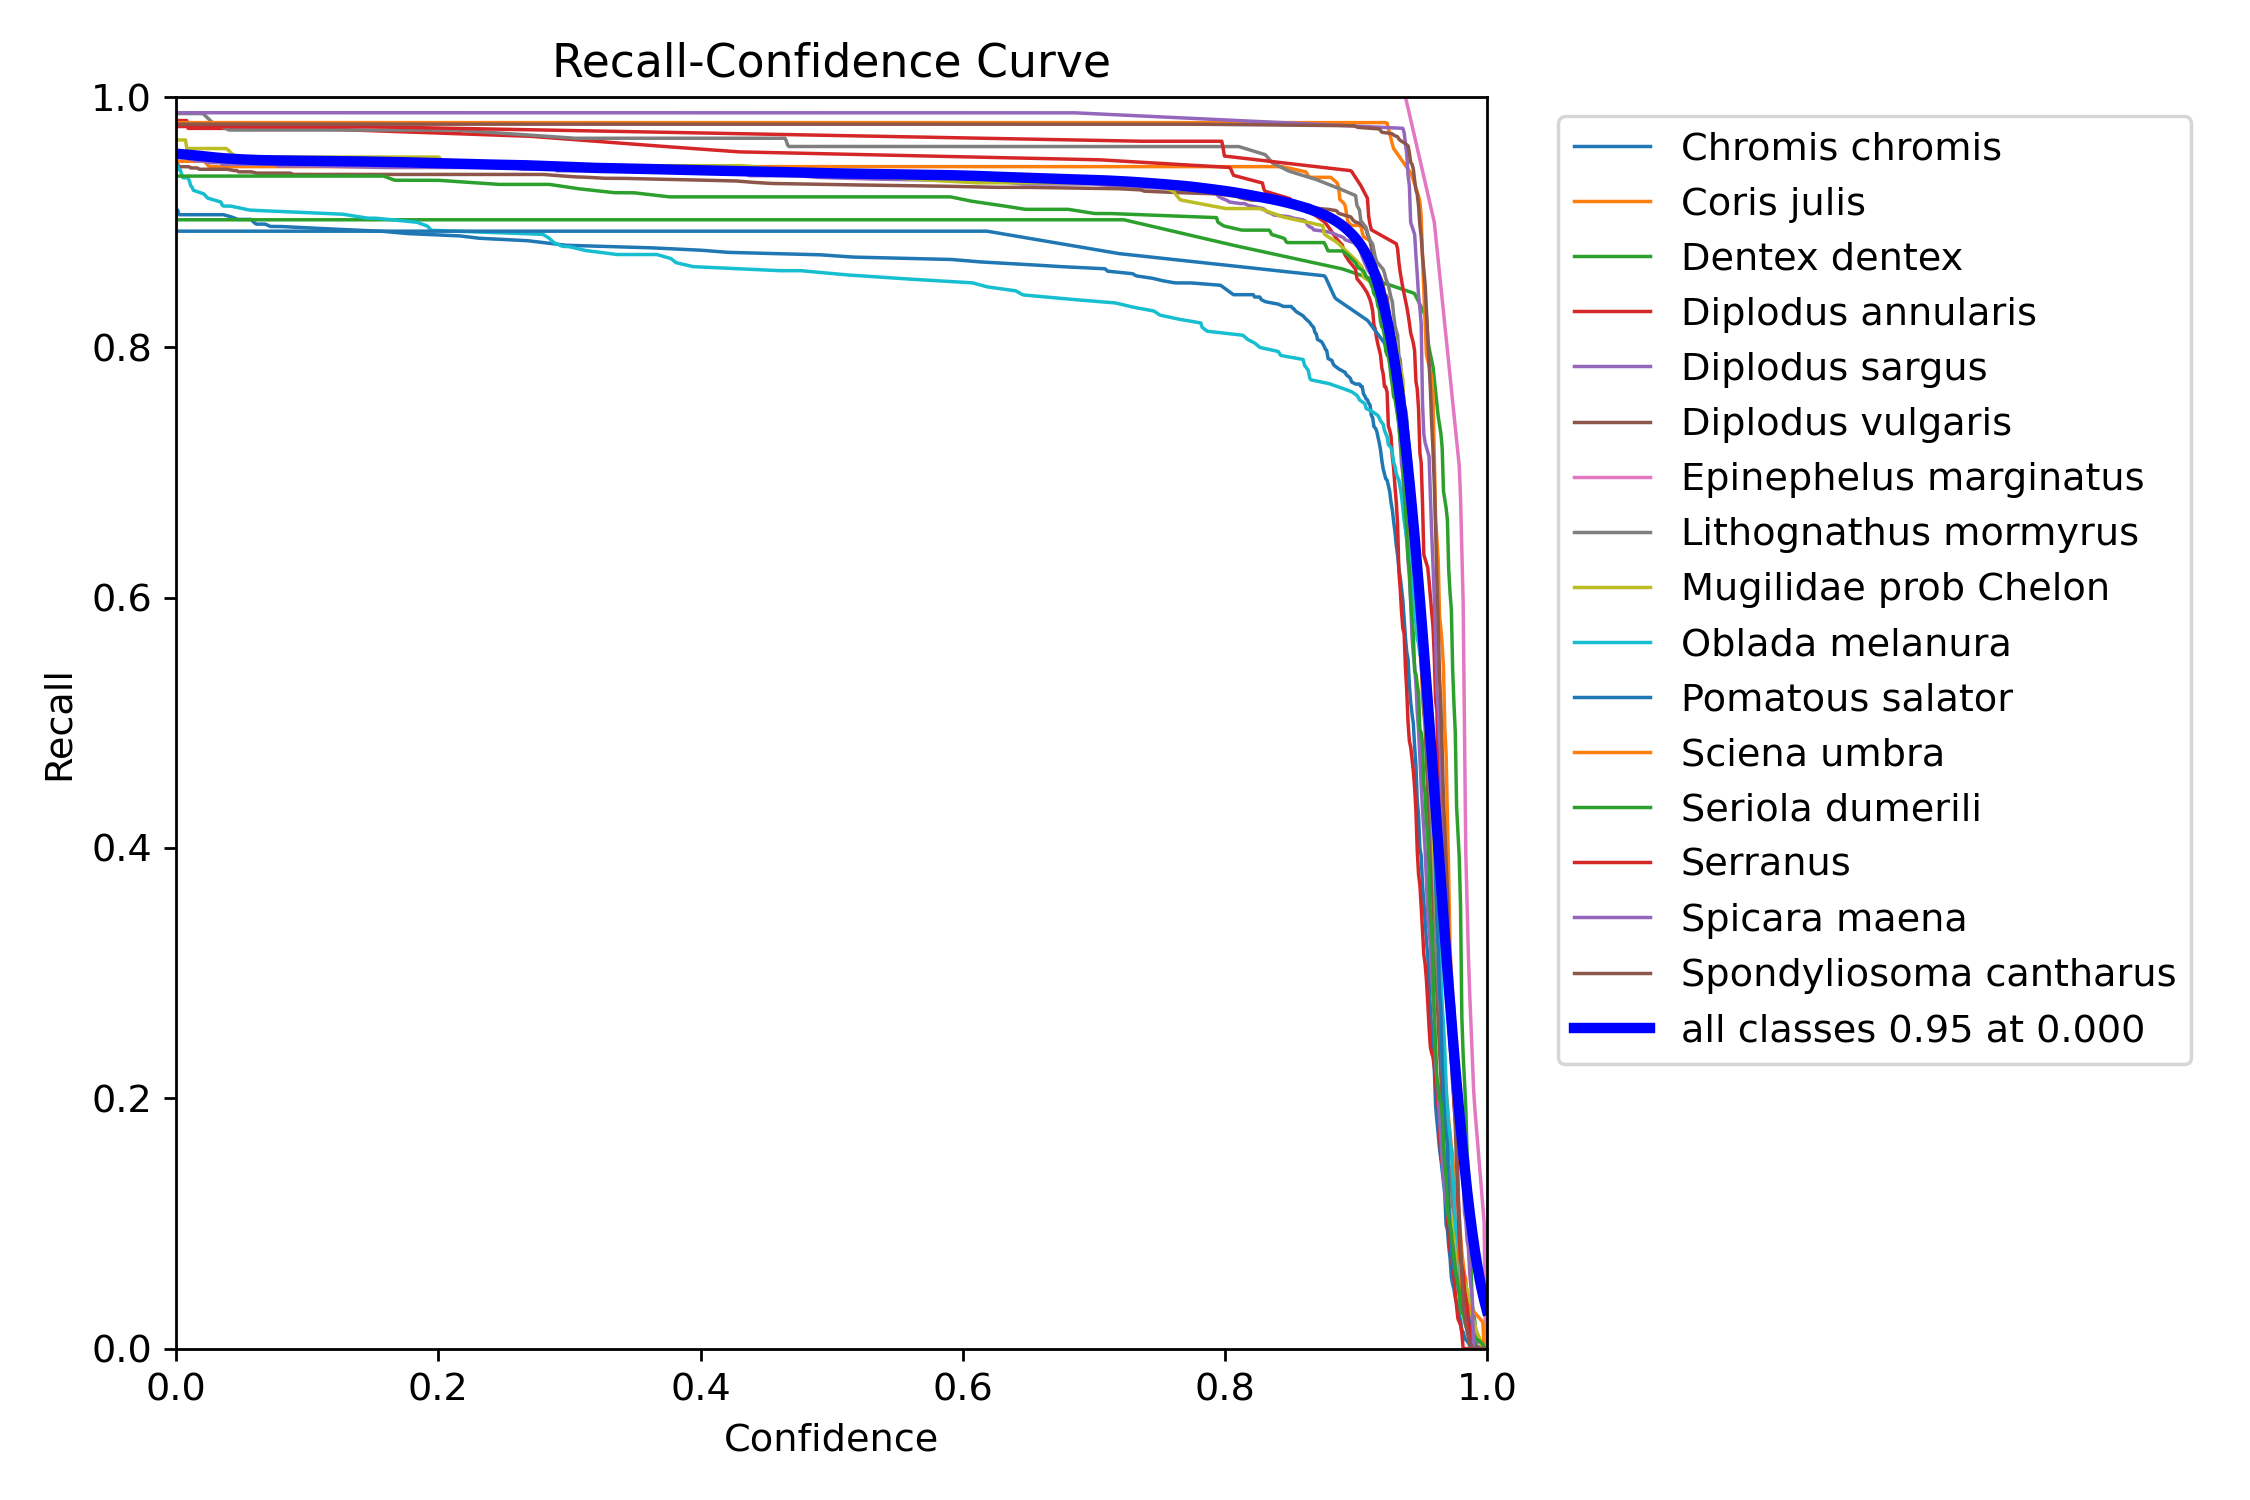 Recall-Confidence Curve
1.0
0.8
0.6
0.4
0.2
0.0
Recall
0.0 0.2 0.4 0.6 0.8 1.0
Confidence
Chromis chromis
Coris julis
Dentex dentex
Diplodus annularis
Diplodus sargus
Diplodus vulgaris
Epinephelus marginatus
Lithognathus mormyrus
Mugilidae prob Chelon
Oblada melanura
Pomatous salator
Sciena umbra
Seriola dumerili
Serranus
Spicara maena
Spondyliosoma cantharus
all classes 0.95 at 0.000